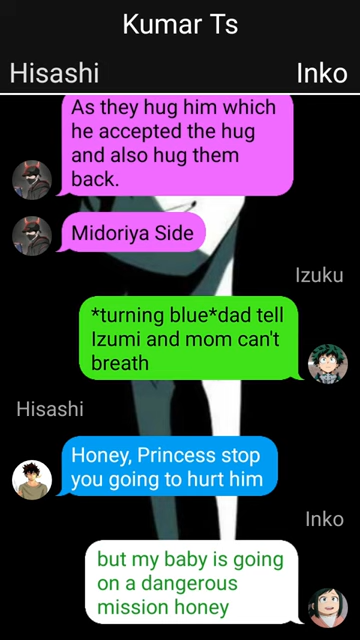 Kumar Ts
Hisashi
Inko
As they hug him which
he accepted the hug
and also hug them
back.
Midoriya Side
Izuku
*turning blue*dad tell
Izumi and mom can't
breath
Hisashi
Honey, Princess stop
you going to hurt him
Inko
but my baby is going
on a dangerous
mission honey